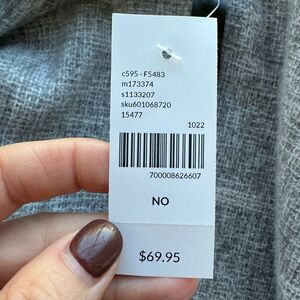 c595 - F5483
m173374
s1133207
sku601068720
15477
1022
700008626607
NO
$69.95